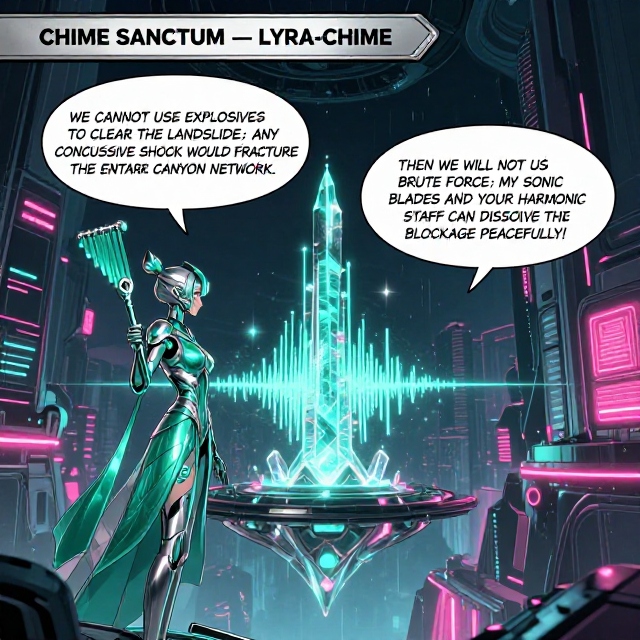 CHIME SANCTUM — LYRA-CHIME
WE CANNOT USE EXPLOSIVES
TO CLEAR THE LANDSLIDE; ANY
CONCUSSIVE SHOCK WOULD FRACTURE
THE ENTARR CANYON NETWORK.
THEN WE WILL NOT US
BRUTE FORCE; MY SONIC
BLADES AND YOUR HARMONIC
STAFF CAN DISSOIVE THE
BLOCKAGE PEACEFULLY!